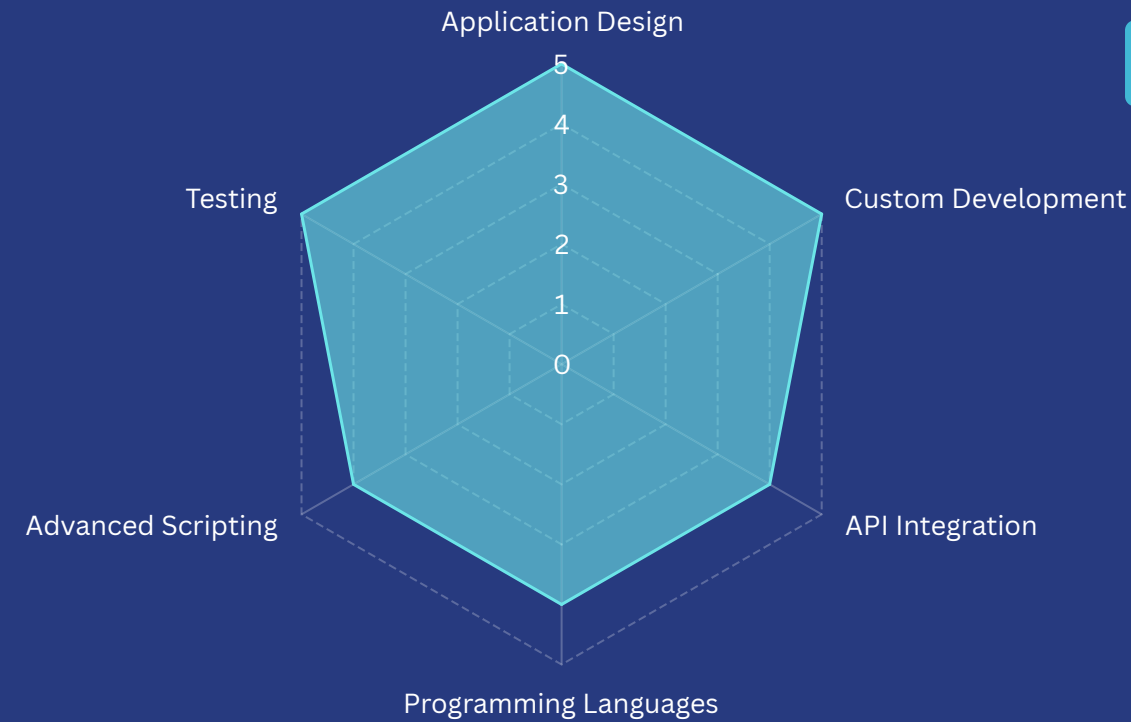 Application Design
5
4
3
Testing
Custom Development
2
1
0
Advanced Scripting
API Integration
Programming Languages